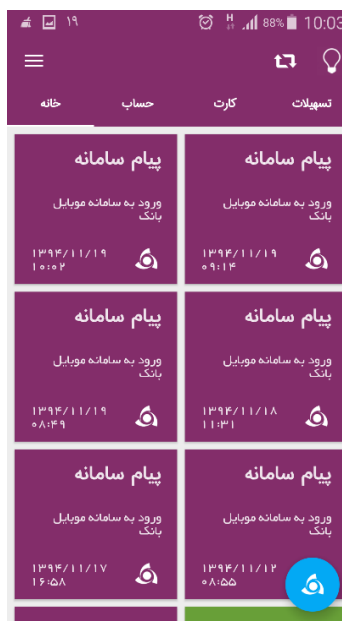 ۱۹ H 88% 10:03
تسهیلات کارت حساب خانه
پیام سامانه
ورود به سامانه موبایل
بانک
۱۳۹۴/۱۱/۱۹
۰۹:۱۴
پیام سامانه
ورود به سامانه موبایل
بانک
۱۳۹۴/۱۱/۱۹
۱۰:۰۲
پیام سامانه
ورود به سامانه موبایل
بانک
۱۳۹۴/۱۱/۱۸
۱۱:۳۱
پیام سامانه
ورود به سامانه موبایل
بانک
۱۳۹۴/۱۱/۱۹
۰۸:۴۹
پیام سامانه
ورود به سامانه موبایل
بانک
۱۳۹۴/۱۱/۱۲
۰۸:۵۵
پیام سامانه
ورود به سامانه موبایل
بانک
۱۳۹۴/۱۱/۱۷
۱۶:۵۸